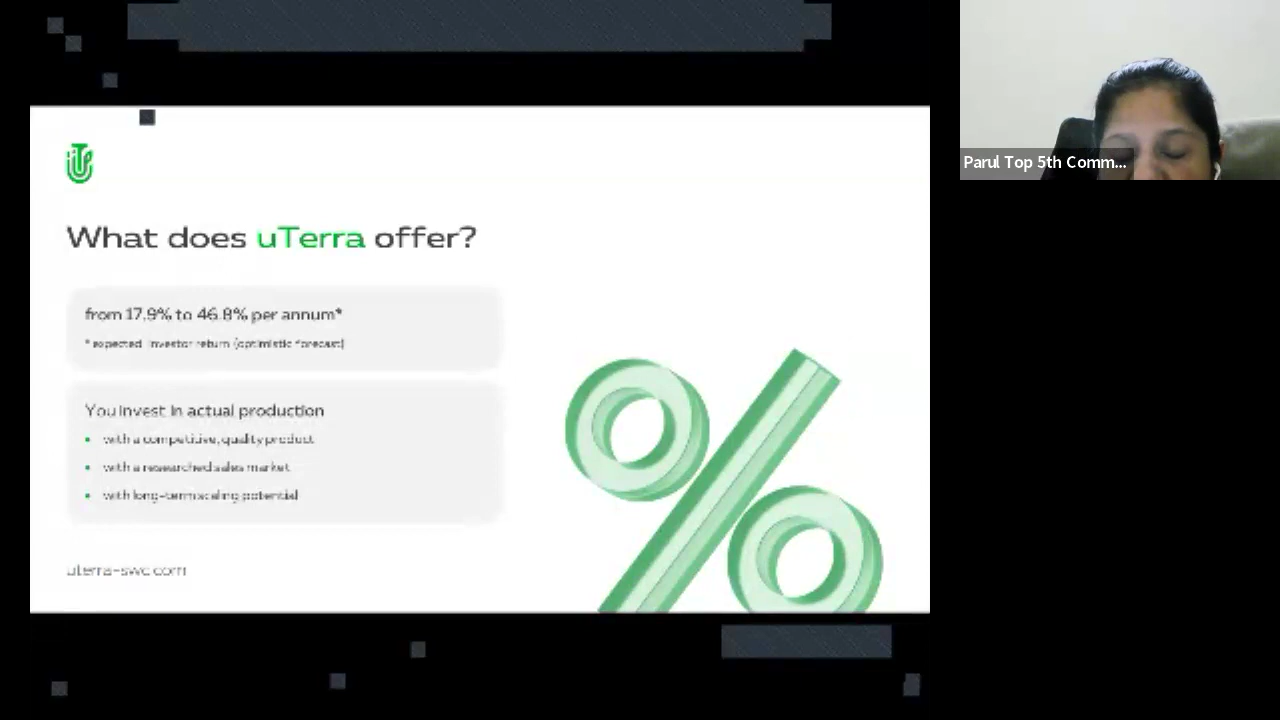 What does uTerra offer?
from 17.9% to 46.8% per annum*
* expected investor return (optimistic forecast)
You invest in actual production
with a competitive, quality product
with a researched sales market
with long-term scaling potential
uterra-swc.com
Parul Top 5th Comm...